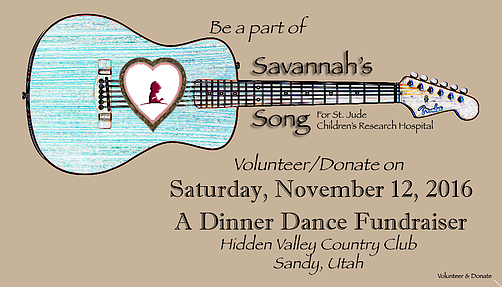 Be a part of
Savannah's
Song
For St. Jude
Children's Research Hospital
Fender
Volunteer/Donate on
Saturday, November 12, 2016
A Dinner Dance Fundraiser
Hidden Valley Country Club
Sandy, Utah
Volunteer & Donate